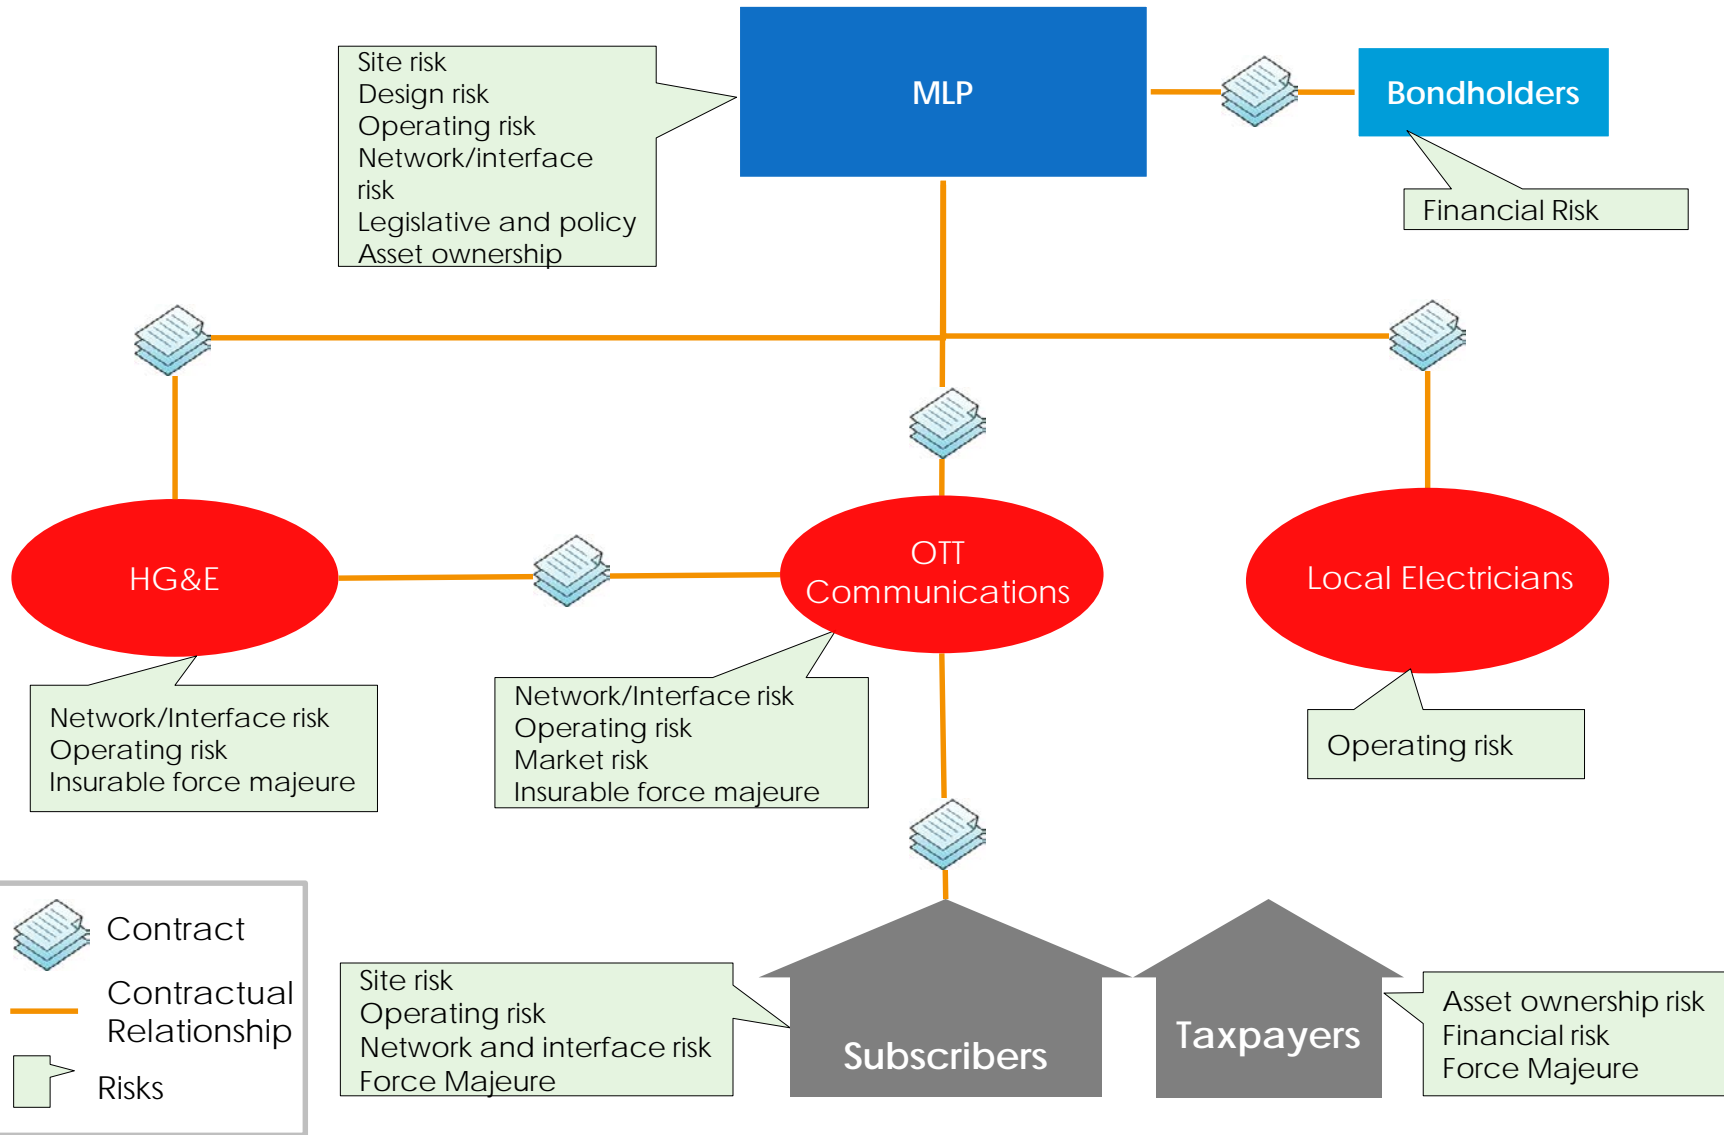 Site risk
Design risk
Operating risk
Network/interface
risk
Legislative and policy
Asset ownership
MLP
Bondholders
Financial Risk
HG&E
OTT
Communications
Local Electricians
Network/Interface risk
Operating risk
Insurable force majeure
Network/Interface risk
Operating risk
Market risk
Insurable force majeure
Operating risk
Contract
Contractual
Relationship
Risks
Site risk
Operating risk
Network and interface risk
Force Majeure
Subscribers
Taxpayers
Asset ownership risk
Financial risk
Force Majeure